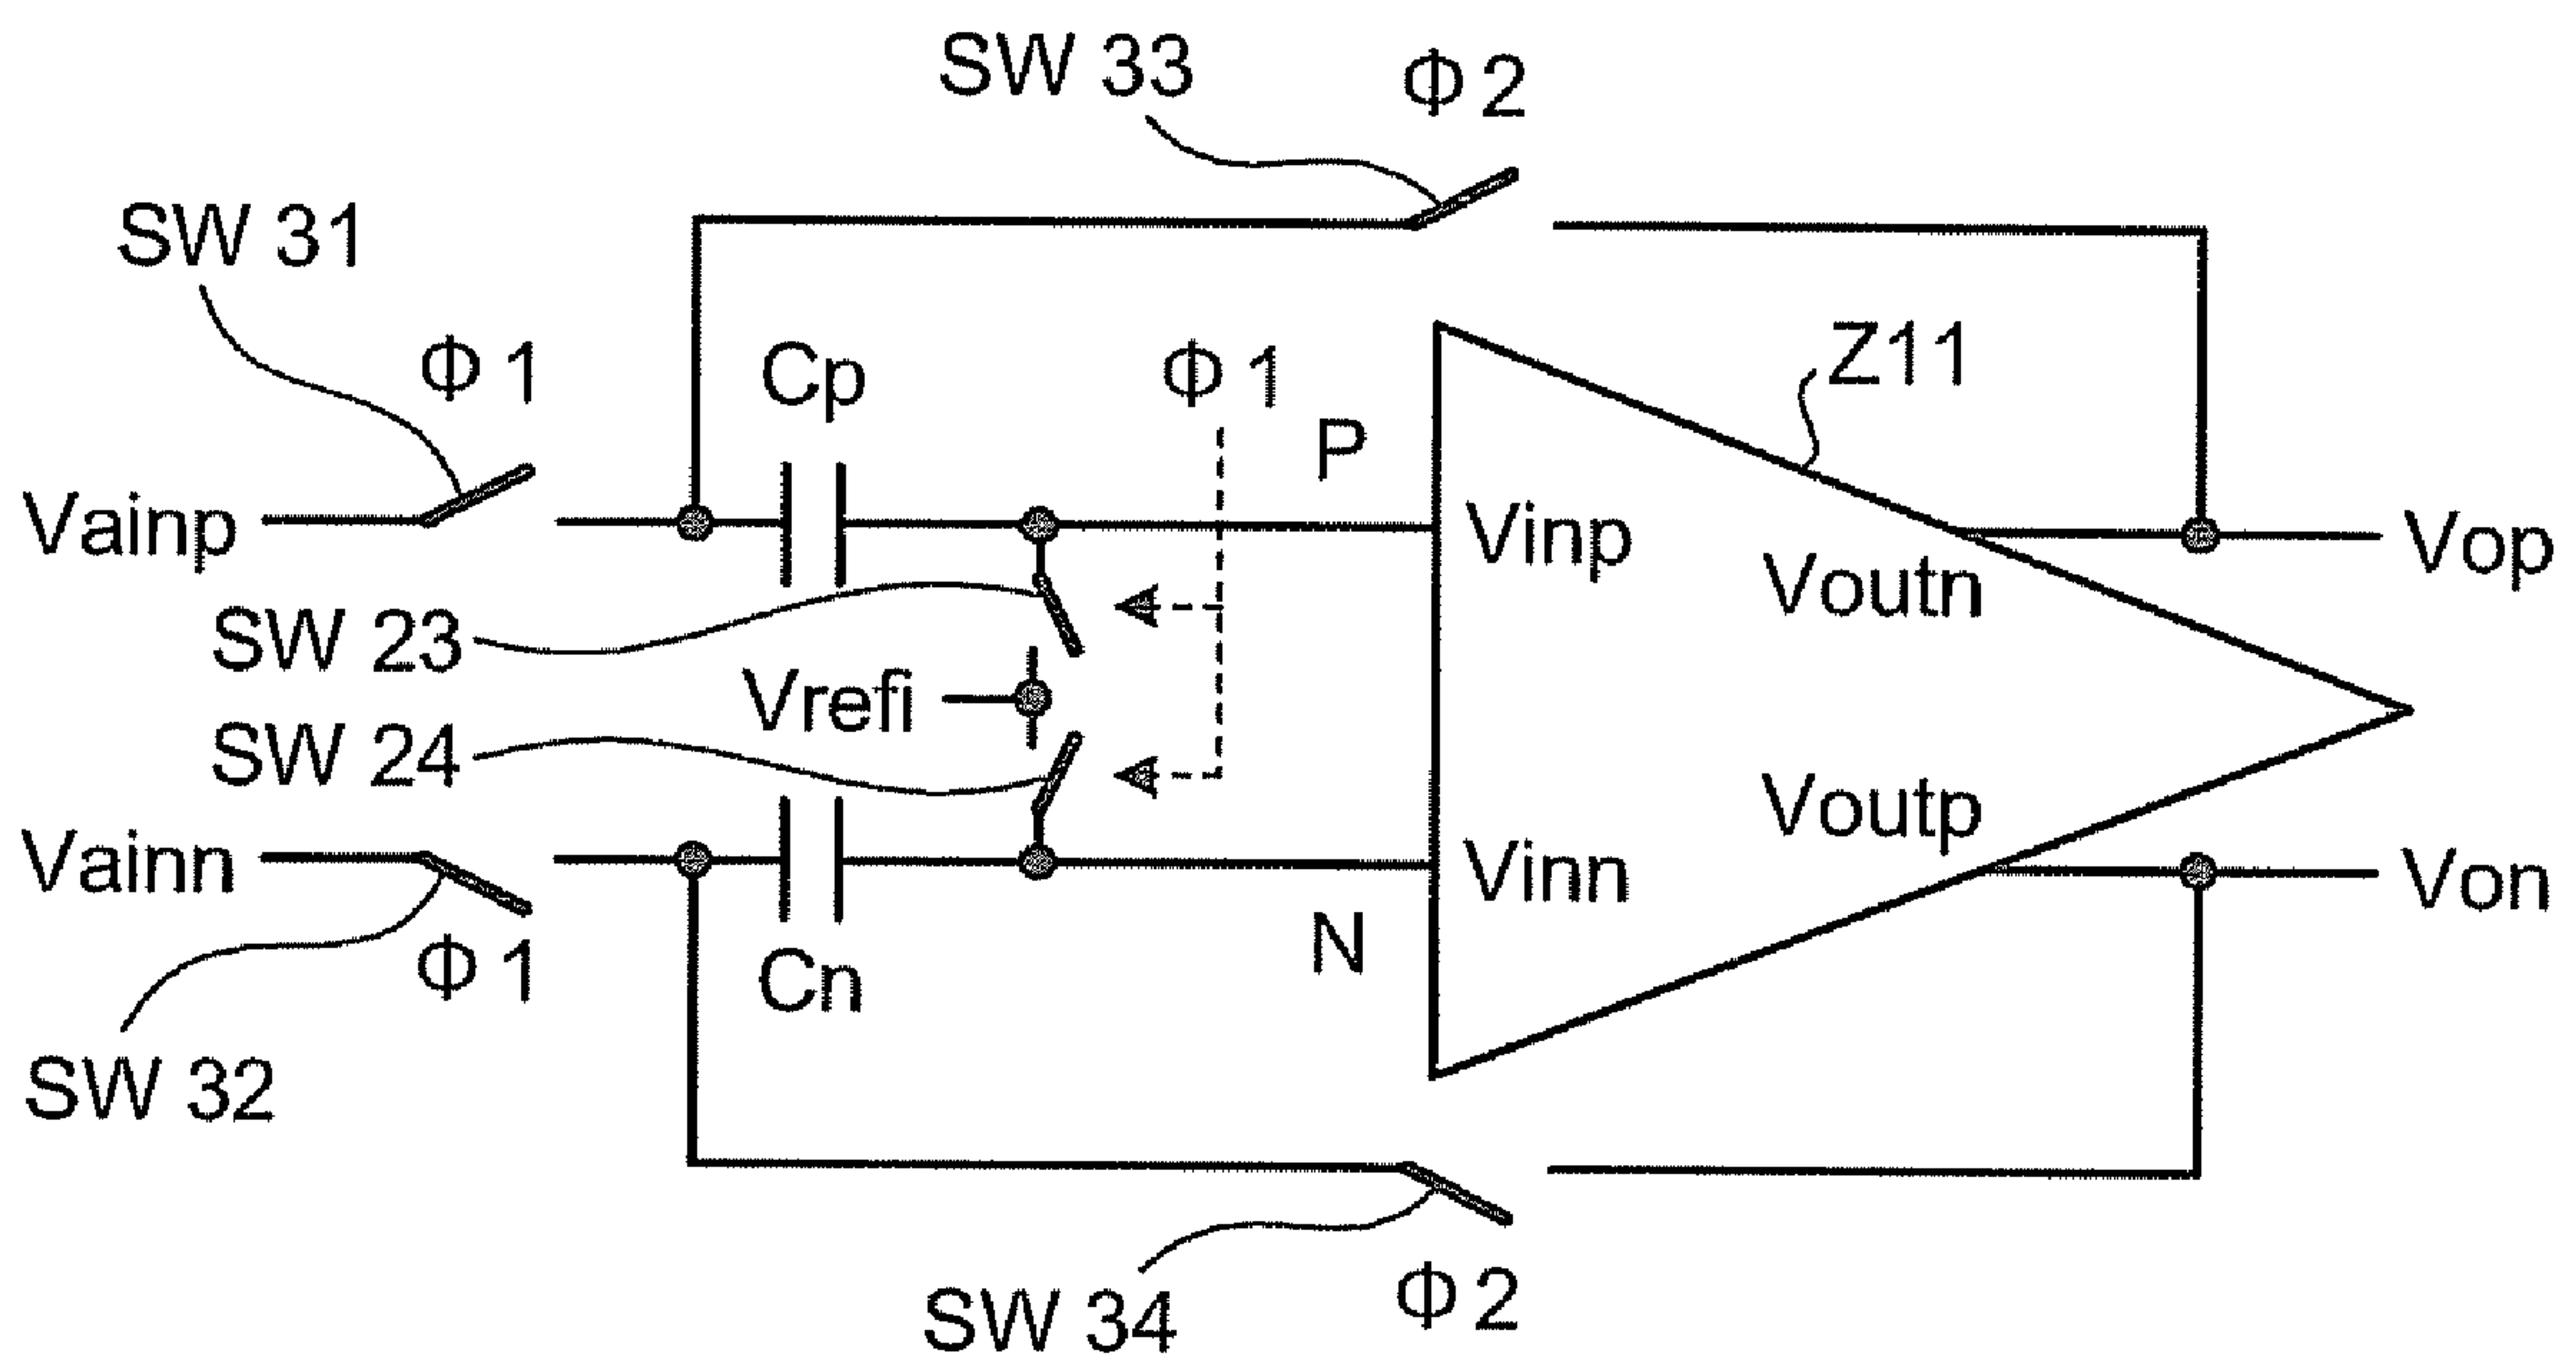 SW 33
Φ2
SW 31
Φ1
Cp
Φ1
Z11
P
Vainp
Vinp
Vop
Voutn
SW 23
Vrefi
SW 24
Voutp
Vainn
Vinn
Von
N
Φ1
Cn
SW 32
Φ2
SW 34